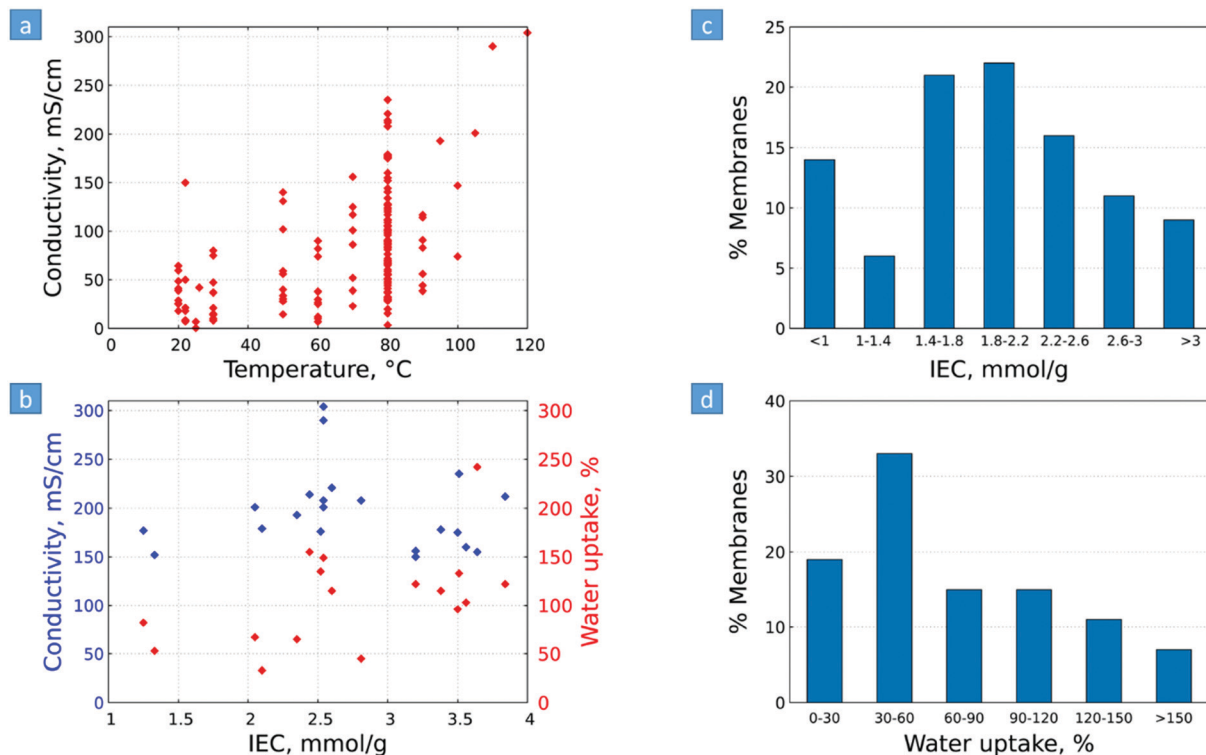 a
300
250
200
150
100
50
0
Conductivity, mS/cm
0 20 40 60 80 100 120
Temperature, °C
b
300
250
200
150
100
50
0
Conductivity, mS/cm
300
250
200
150
100
50
0
Water uptake, %
1 1.5 2 2.5 3 3.5 4
IEC, mmol/g
c
25
20
15
10
5
0
% Membranes
<1 1-1.4 1.4-1.8 1.8-2.2 2.2-2.6 2.6-3 >3
IEC, mmol/g
d
40
30
20
10
0
% Membranes
0-30 30-60 60-90 90-120 120-150 >150
Water uptake, %